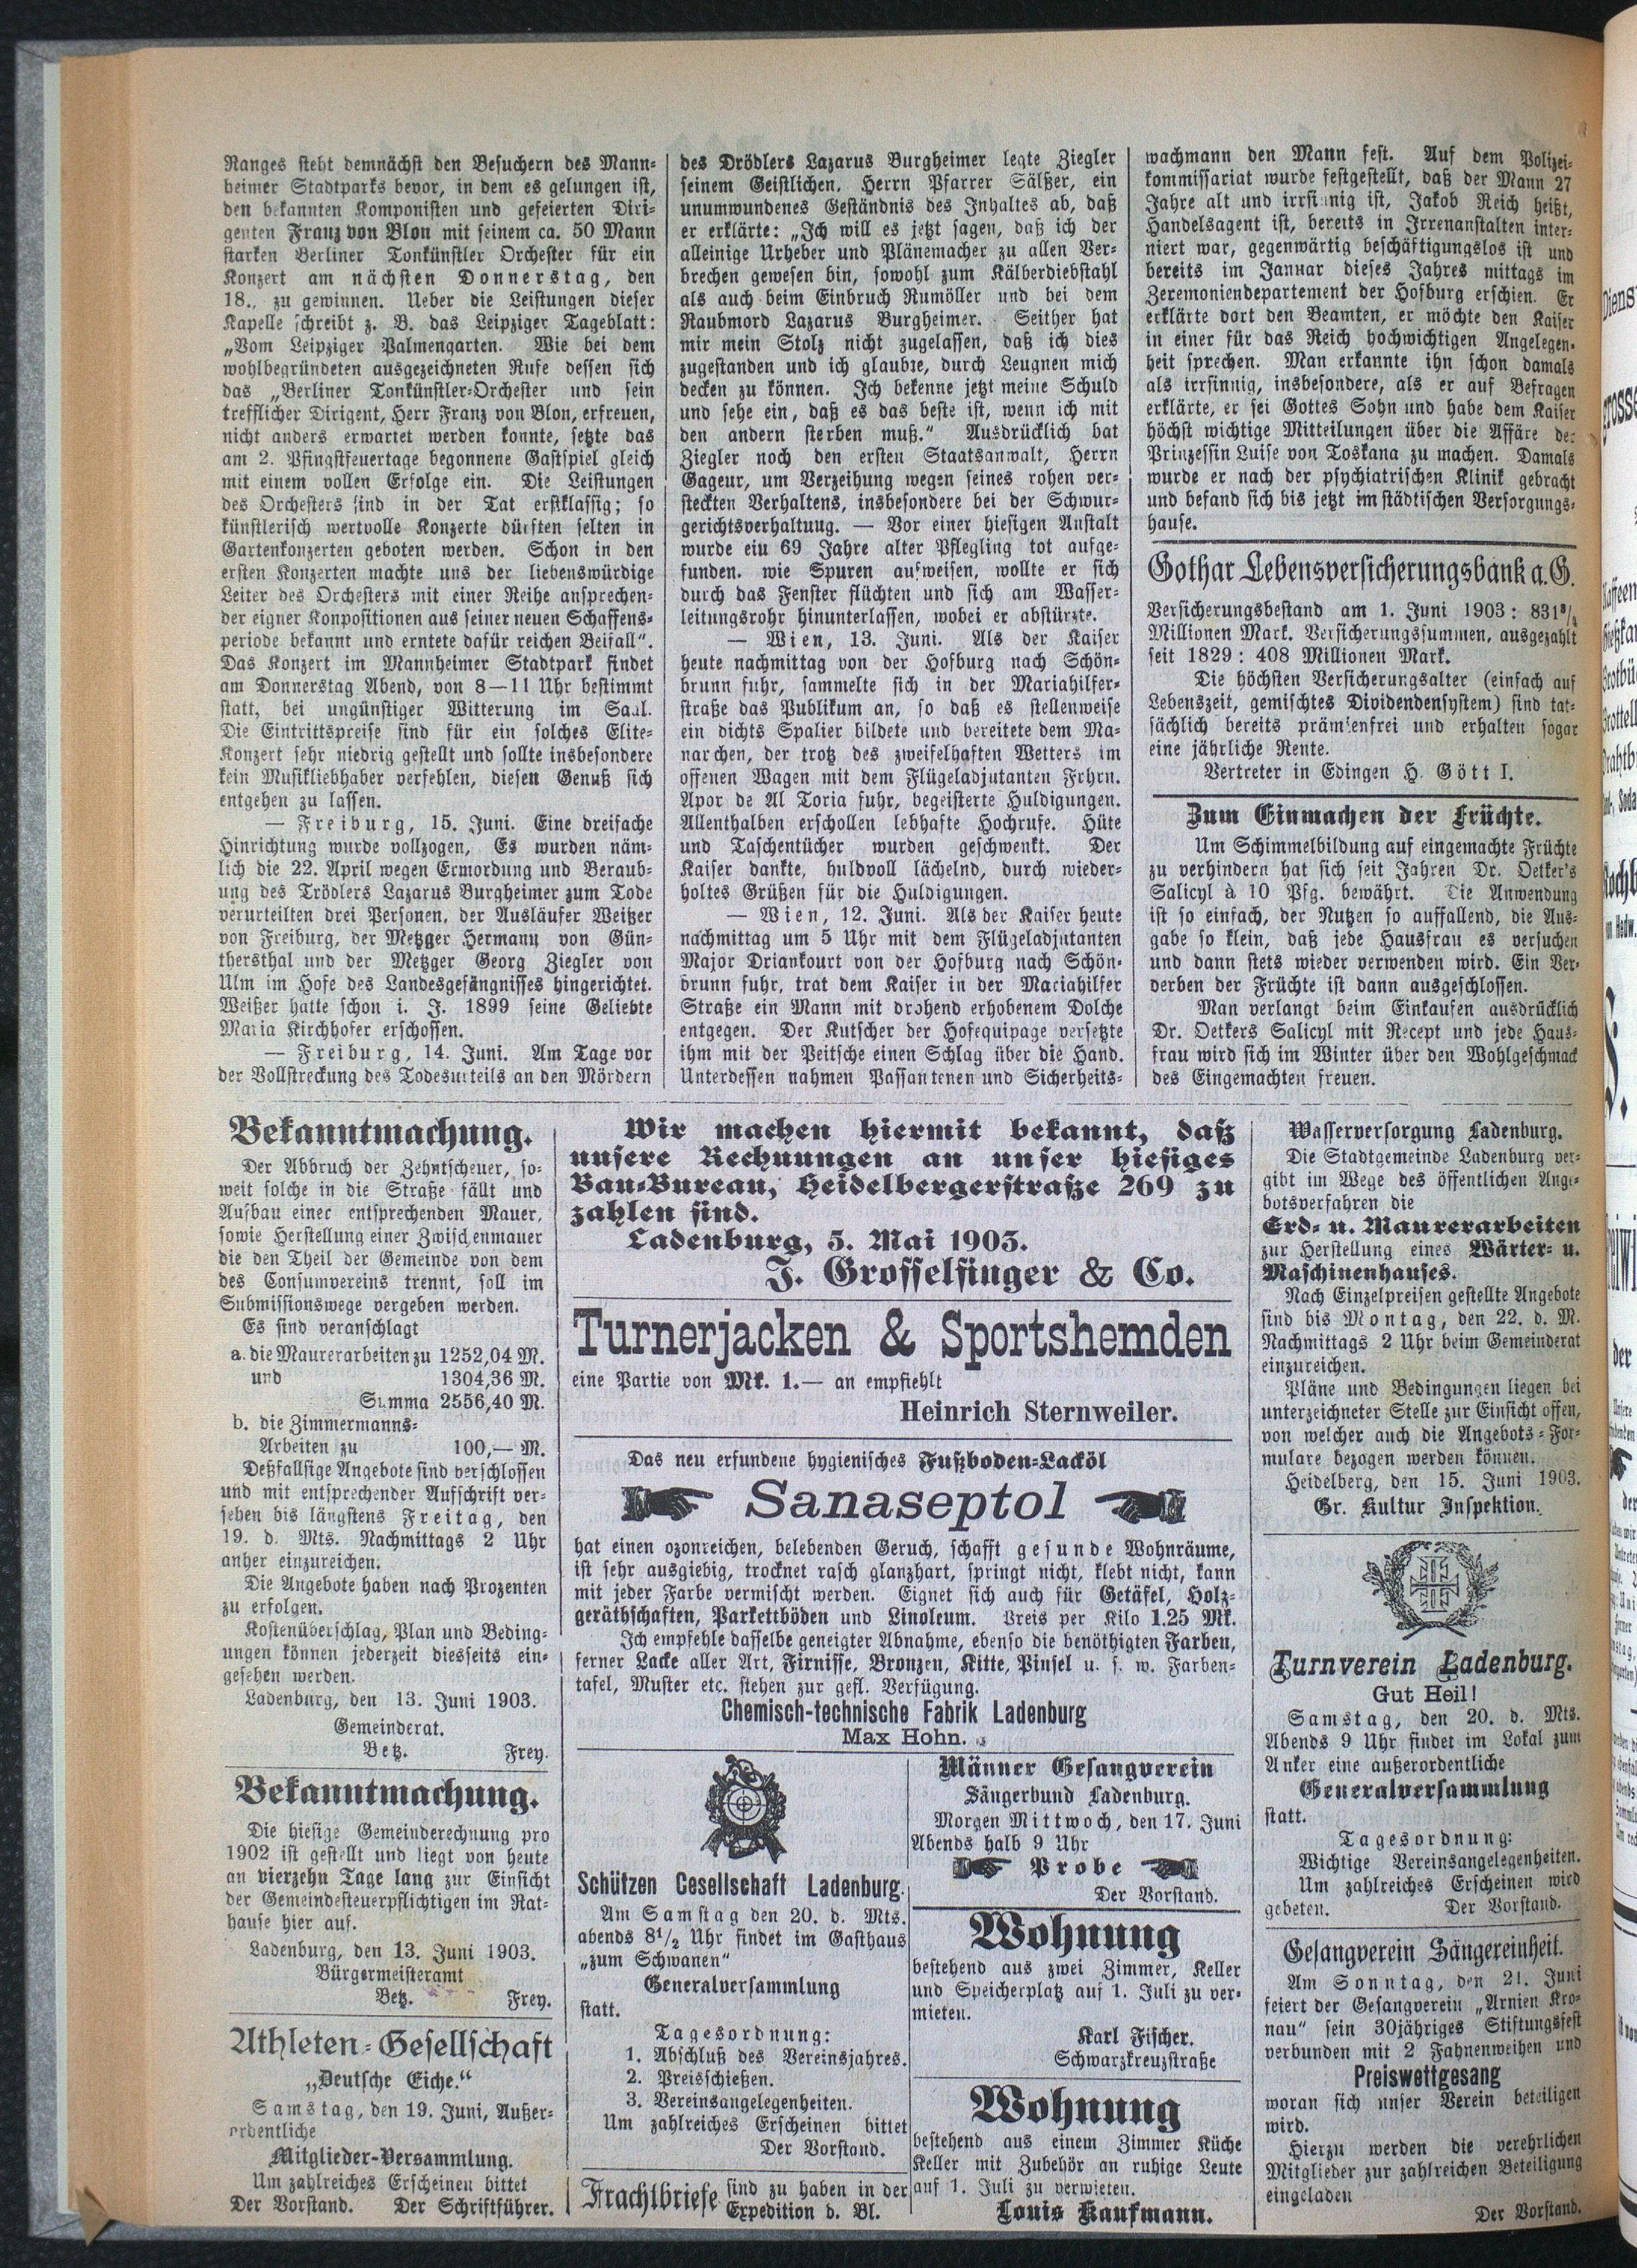 Ranges steht demnächst den Besuchern des Mann-
heimer Stadtparks bevor, in dem es gelungen ist,
den bekannten Komponisten und gefeierten Diri-
genten Franz von Blon mit seinem ca. 50 Mann
starken Berliner Tonkünstler Orchester für ein
Konzert am nächsten Donnerstag, den
18., zu gewinnen. Ueber die Leistungen dieser
Kapelle schreibt z. B. das Leipziger Tageblatt:
„Vom Leipziger Palmengarten. Wie bei dem
wohlbegründeten ausgezeichneten Rufe dessen sich
das „Berliner Tonkünstler-Orchester und sein
trefflicher Dirigent, Herr Franz von Blon, erfreuen,
nicht anders erwartet werden konnte, setzte das
am 2. Pfingstfeuertage begonnene Gastspiel gleich
mit einem vollen Erfolge ein. Die Leistungen
des Orchesters sind in der Tat erstklassig; so
künstlerisch wertvolle Konzerte dürften selten in
Gartenkonzerten geboten werden. Schon in den
ersten Konzerten machte uns der liebenswürdige
Leiter des Orchesters mit einer Reihe ansprechen-
der eigner Konpositionen aus seiner neuen Schaffens-
periode bekannt und erntete dafür reichen Beifall“.
Das Konzert im Mannheimer Stadtpark findet
am Donnerstag Abend, von 8—11 Uhr bestimmt
statt, bei ungünstiger Witterung im Saal.
Die Eintrittspreise sind für ein solches Elite-
Konzert sehr niedrig gestellt und sollte insbesondere
kein Musikliebhaber verfehlen, diesen Genuß sich
entgehen zu lassen.
— Freiburg, 15. Juni. Eine dreifache
Hinrichtung wurde vollzogen, Es wurden näm-
lich die 22. April wegen Ermordung und Beraub-
ung des Trödlers Lazarus Burgheimer zum Tode
verurteilten drei Personen, der Ausläufer Weißer
von Freiburg, der Metzger Hermann von Gün-
thersthal und der Metzger Georg Ziegler von
Ulm im Hofe des Landesgefängnisses hingerichtet.
Weißer hatte schon i. J. 1899 seine Geliebte
Maria Kirchhofer erschossen.
— Freiburg, 14. Juni. Am Tage vor
der Vollstreckung des Todesurteils an den Mördern
des Drödlers Lazarus Burgheimer legte Ziegler
seinem Geistlichen, Herrn Pfarrer Sälßer, ein
unumwundenes Geständnis des Inhaltes ab, daß
er erklärte: „Ich will es jetzt sagen, daß ich der
alleinige Urheber und Plänemacher zu allen Ver-
brechen gewesen bin, sowohl zum Kälberdiebstahl
als auch beim Einbruch Rumöller und bei dem
Raubmord Lazarus Burgheimer. Seither hat
mir mein Stolz nicht zugelassen, daß ich dies
zugestanden und ich glaubte, durch Leugnen mich
decken zu können. Ich bekenne jetzt meine Schuld
und sehe ein, daß es das beste ist, wenn ich mit
den andern sterben muß.“ Ausdrücklich bat
Ziegler noch den ersten Staatsanwalt, Herrn
Gageur, um Verzeihung wegen seines rohen ver-
steckten Verhaltens, insbesondere bei der Schwur-
gerichtsverhaltung. — Vor einer hiesigen Anstalt
wurde eiu 69 Jahre alter Pflegling tot aufge-
funden. wie Spuren aufweisen, wollte er sich
durch das Fenster flüchten und sich am Wasser-
leitungsrohr hinunterlassen, wobei er abstürzte.
— Wien, 13. Juni. Als der Kaiser
heute nachmittag von der Hofburg nach Schön-
brunn fuhr, sammelte sich in der Mariahilfer-
straße das Publikum an, so daß es stellenweise
ein dichts Spalier bildete und bereitete dem Ma-
narchen, der trotz des zweifelhaften Wetters im
offenen Wagen mit dem Flügeladjutanten Frhrn.
Apor de Al Toria fuhr, begeisterte Huldigungen.
Allenthalben erschollen lebhafte Hochrufe. Hüte
und Taschentücher wurden geschwenkt. Der
Kaiser dankte, huldvoll lächelnd, durch wieder-
holtes Grüßen für die Huldigungen.
— Wien, 12. Juni. Als der Kaiser heute
nachmittag um 5 Uhr mit dem Flügeladjutanten
Major Driankourt von der Hofburg nach Schön-
brunn fuhr, trat dem Kaiser in der Mariahilfer
Straße ein Mann mit drohend erhobenem Dolche
entgegen. Der Kutscher der Hofequipage versetzte
ihm mit der Peitsche einen Schlag über die Hand.
Unterdessen nahmen Passantenen und Sicherheits-
wachmann den Mann fest. Auf dem Polizei-
kommissariat wurde festgestellt, daß der Mann 27
Jahre alt und irrsinnig ist, Jakob Reich heißt,
Handelsagent ist, bereits in Irrenanstalten inter-
niert war, gegenwärtig beschäftigungslos ist und
bereits im Januar dieses Jahres mittags im
Zeremoniendepartement der Hofburg erschien. Er
erklärte dort den Beamten, er möchte den Kaiser
in einer für das Reich hochwichtigen Angelegen-
heit sprechen. Man erkannte ihn schon damals
als irrsinnig, insbesondere, als er auf Befragen
erklärte, er sei Gottes Sohn und habe dem Kaiser
höchst wichtige Mitteilungen über die Affäre der
Prinzessin Luise von Toskana zu machen. Damals
wurde er nach der psychiatrischen Klinik gebracht
und befand sich bis jetzt im städtischen Versorgungs-
hause.
Gothar Lebensversicherungsbank a. G.
Versicherungsbestand am 1. Juni 1903: 831³/₄
Millionen Mark. Versicherungssummen, ausgezahlt
seit 1829: 408 Millionen Mark.
Die höchsten Versicherungsalter (einfach auf
Lebenszeit, gemischtes Dividendensystem) sind tat-
sächlich bereits prämienfrei und erhalten sogar
eine jährliche Rente.
Vertreter in Edingen H. Gött I.
Zum Einmachen der Früchte.
Um Schimmelbildung auf eingemachte Früchte
zu verhindern hat sich seit Jahren Dr. Oetker's
Salicyl à 10 Pfg. bewährt. Die Anwendung
ist so einfach, der Nutzen so auffallend, die Aus-
gabe so klein, daß jede Hausfrau es versuchen
und dann stets wieder verwenden wird. Ein Ver-
derben der Früchte ist dann ausgeschlossen.
Man verlangt beim Einkaufen ausdrücklich
Dr. Oetkers Salicyl mit Recept und jede Haus-
frau wird sich im Winter über den Wohlgeschmack
des Eingemachten freuen.
Bekanntmachung.
Der Abbruch der Zehntscheuer, so-
weit solche in die Straße fällt und
Aufbau einer entsprechenden Mauer,
sowie Herstellung einer Zwischenmauer
die den Theil der Gemeinde von dem
des Consumvereins trennt, soll im
Submissionswege vergeben werden.
Es sind veranschlagt
a. die Maurerarbeiten zu 1252,04 M.
und 1304,36 M.
Summa 2556,40 M.
b. die Zimmermanns-
Arbeiten zu 100,— M.
Deßfallsige Angebote sind verschlossen
und mit entsprechender Aufschrift ver-
sehen bis längstens Freitag, den
19. d. Mts. Nachmittags 2 Uhr
anher einzureichen.
Die Angebote haben nach Prozenten
zu erfolgen.
Kostenüberschlag, Plan und Beding-
ungen können jederzeit diesseits ein-
gesehen werden.
Ladenburg, den 13. Juni 1903.
Gemeinderat.
Betz. Frey.
Bekanntmachung.
Die hiesige Gemeinderechnung pro
1902 ist gestellt und liegt von heute
an vierzehn Tage lang zur Einsicht
der Gemeindesteuerpflichtigen im Rat-
hause hier auf.
Ladenburg, den 13. Juni 1903.
Bürgermeisteramt
Betz. Frey.
Athleten-Gesellschaft
„Deutsche Eiche.“
Samstag, den 19. Juni, Außer-
ordentliche
Mitglieder-Versammlung.
Um zahlreiches Erscheinen bittet
Der Vorstand. Der Schriftführer.
Wir machen hiermit bekannt, daß
unsere Rechnungen an unser hiesiges
Bau-Bureau, Heidelbergerstraße 269 zu
zahlen sind.
Ladenburg, 5. Mai 1903.
J. Grosselfinger & Co.
Turnerjacken & Sportshemden
eine Partie von Mk. 1.— an empfiehlt
Heinrich Sternweiler.
Das neu erfundene hygienisches Fußboden-Lacköl
Sanaseptol
hat einen ozonreichen, belebenden Geruch, schafft gesunde Wohnräume,
ist sehr ausgiebig, trocknet rasch glanzhart, springt nicht, klebt nicht, kann
mit jeder Farbe vermischt werden. Eignet sich auch für Getäfel, Holz-
geräthschaften, Parkettböden und Linoleum. Preis per Kilo 1.25 Mk.
Ich empfehle dasselbe geneigter Abnahme, ebenso die benöthigten Farben,
ferner Lacke aller Art, Firnisse, Bronzen, Kitte, Pinsel u. s. w. Farben-
tafel, Muster etc. stehen zur gefl. Verfügung.
Chemisch-technische Fabrik Ladenburg
Max Hohn.
Schützen Gesellschaft Ladenburg.
Am Samstag den 20. d. Mts.
abends 8½ Uhr findet im Gasthaus
„zum Schwanen“
Generalversammlung
statt.
Tagesordnung:
1. Abschluß des Vereinsjahres.
2. Preisschießen.
3. Vereinsangelegenheiten.
Um zahlreiches Erscheinen bittet
Der Vorstand.
Frachtbriefe sind zu haben in der
Expedition d. Bl.
Männer Gesangverein
Sängerbund Ladenburg.
Morgen Mittwoch, den 17. Juni
Abends halb 9 Uhr
Probe
Der Vorstand.
Wohnung
bestehend aus zwei Zimmer, Keller
und Speicherplatz auf 1. Juli zu ver-
mieten.
Karl Fischer.
Schwarzkreuzstraße
Wohnung
bestehend aus einem Zimmer Küche
Keller mit Zubehör an ruhige Leute
auf 1. Juli zu verwieten.
Louis Kaufmann.
Wasserversorgung Ladenburg.
Die Stadtgemeinde Ladenburg ver-
gibt im Wege des öffentlichen Ange-
botsverfahren die
Erd- u. Maurerarbeiten
zur Herstellung eines Wärter- u.
Maschinenhauses.
Nach Einzelpreisen gestellte Angebote
sind bis Montag, den 22. d. M.
Nachmittags 2 Uhr beim Gemeinderat
einzureichen.
Pläne und Bedingungen liegen bei
unterzeichneter Stelle zur Einsicht offen,
von welcher auch die Angebots-For-
mulare bezogen werden können.
Heidelberg, den 15. Juni 1903.
Gr. Kultur Inspektion.
Turnverein Ladenburg.
Gut Heil!
Samstag, den 20. d. Mts.
Abends 9 Uhr findet im Lokal zum
Anker eine außerordentliche
Generalversammlung
statt.
Tagesordnung:
Wichtige Vereinsangelegenheiten.
Um zahlreiches Erscheinen wird
gebeten. Der Vorstand.
Gesangverein Sängereinheit.
Am Sonntag, den 21. Juni
feiert der Gesangverein „Arnien Kro-
nau“ sein 30jähriges Stiftungsfest
verbunden mit 2 Fahnenweihen und
Preiswettgesang
woran sich unser Verein beteiligen
wird.
Hierzu werden die verehrlichen
Mitglieder zur zahlreichen Beteiligung
eingeladen
Der Vorstand.